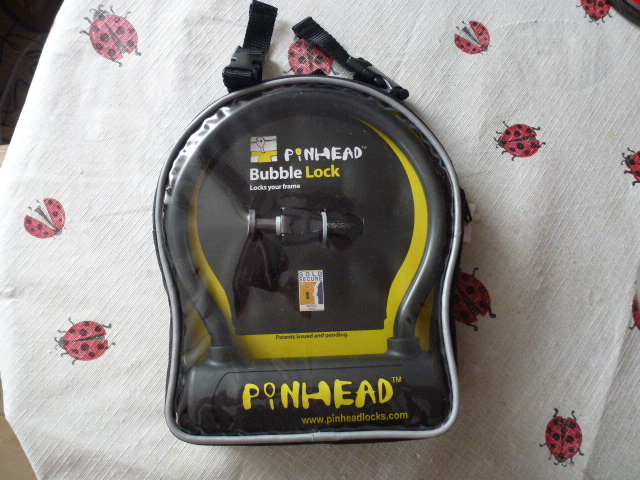 PINHEAD™
Bubble Lock
Locks your frame
SOLD
SECURE
Patents issued and pending.
PINHEAD™
www.pinheadlocks.com